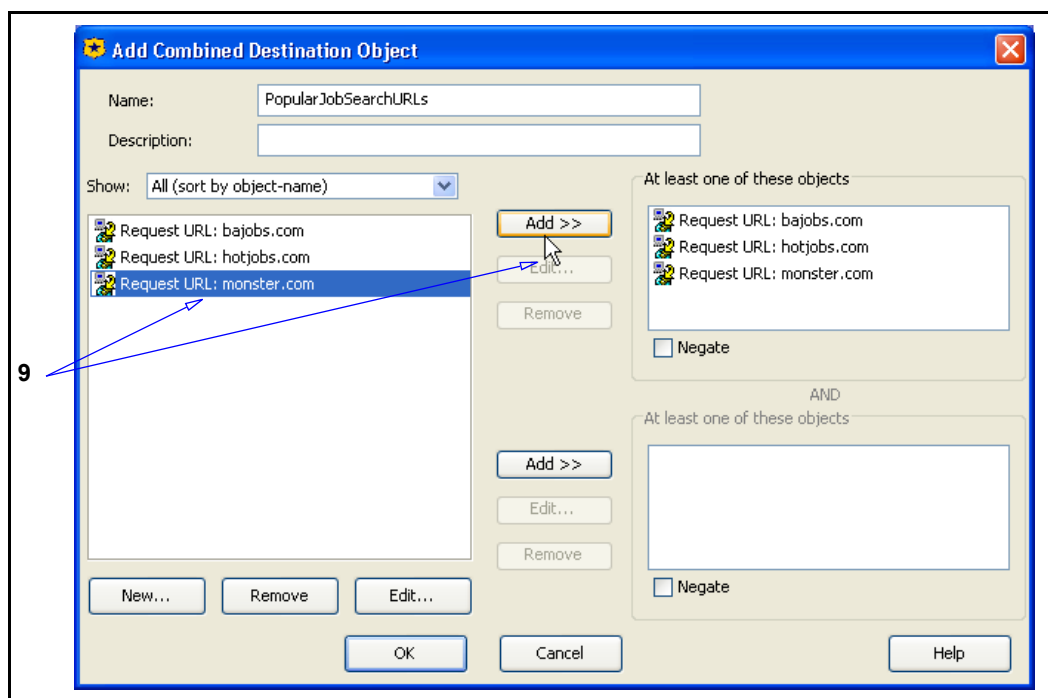 Add Combined Destination Object
Name: PopularJobSearchURLs
Description:
Show: All (sort by object-name)
Request URL: bajobs.com
Request URL: hotjobs.com
Request URL: monster.com
9
New... Remove Edit...
Add >>
Edit...
Remove
Add >>
Edit...
Remove
At least one of these objects
Request URL: bajobs.com
Request URL: hotjobs.com
Request URL: monster.com
Negate
AND
At least one of these objects
Negate
OK Cancel Help